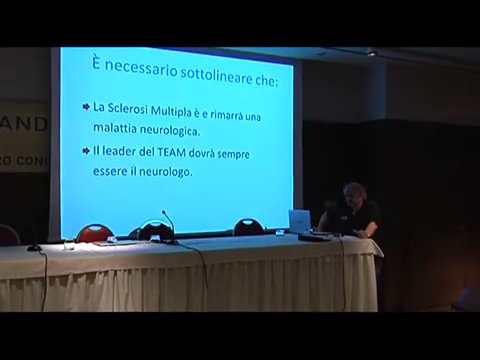 È necessario sottolineare che:
La Sclerosi Multipla è e rimarrà una
malattia neurologica.
Il leader del TEAM dovrà sempre
essere il neurologo.
AND
RO CON